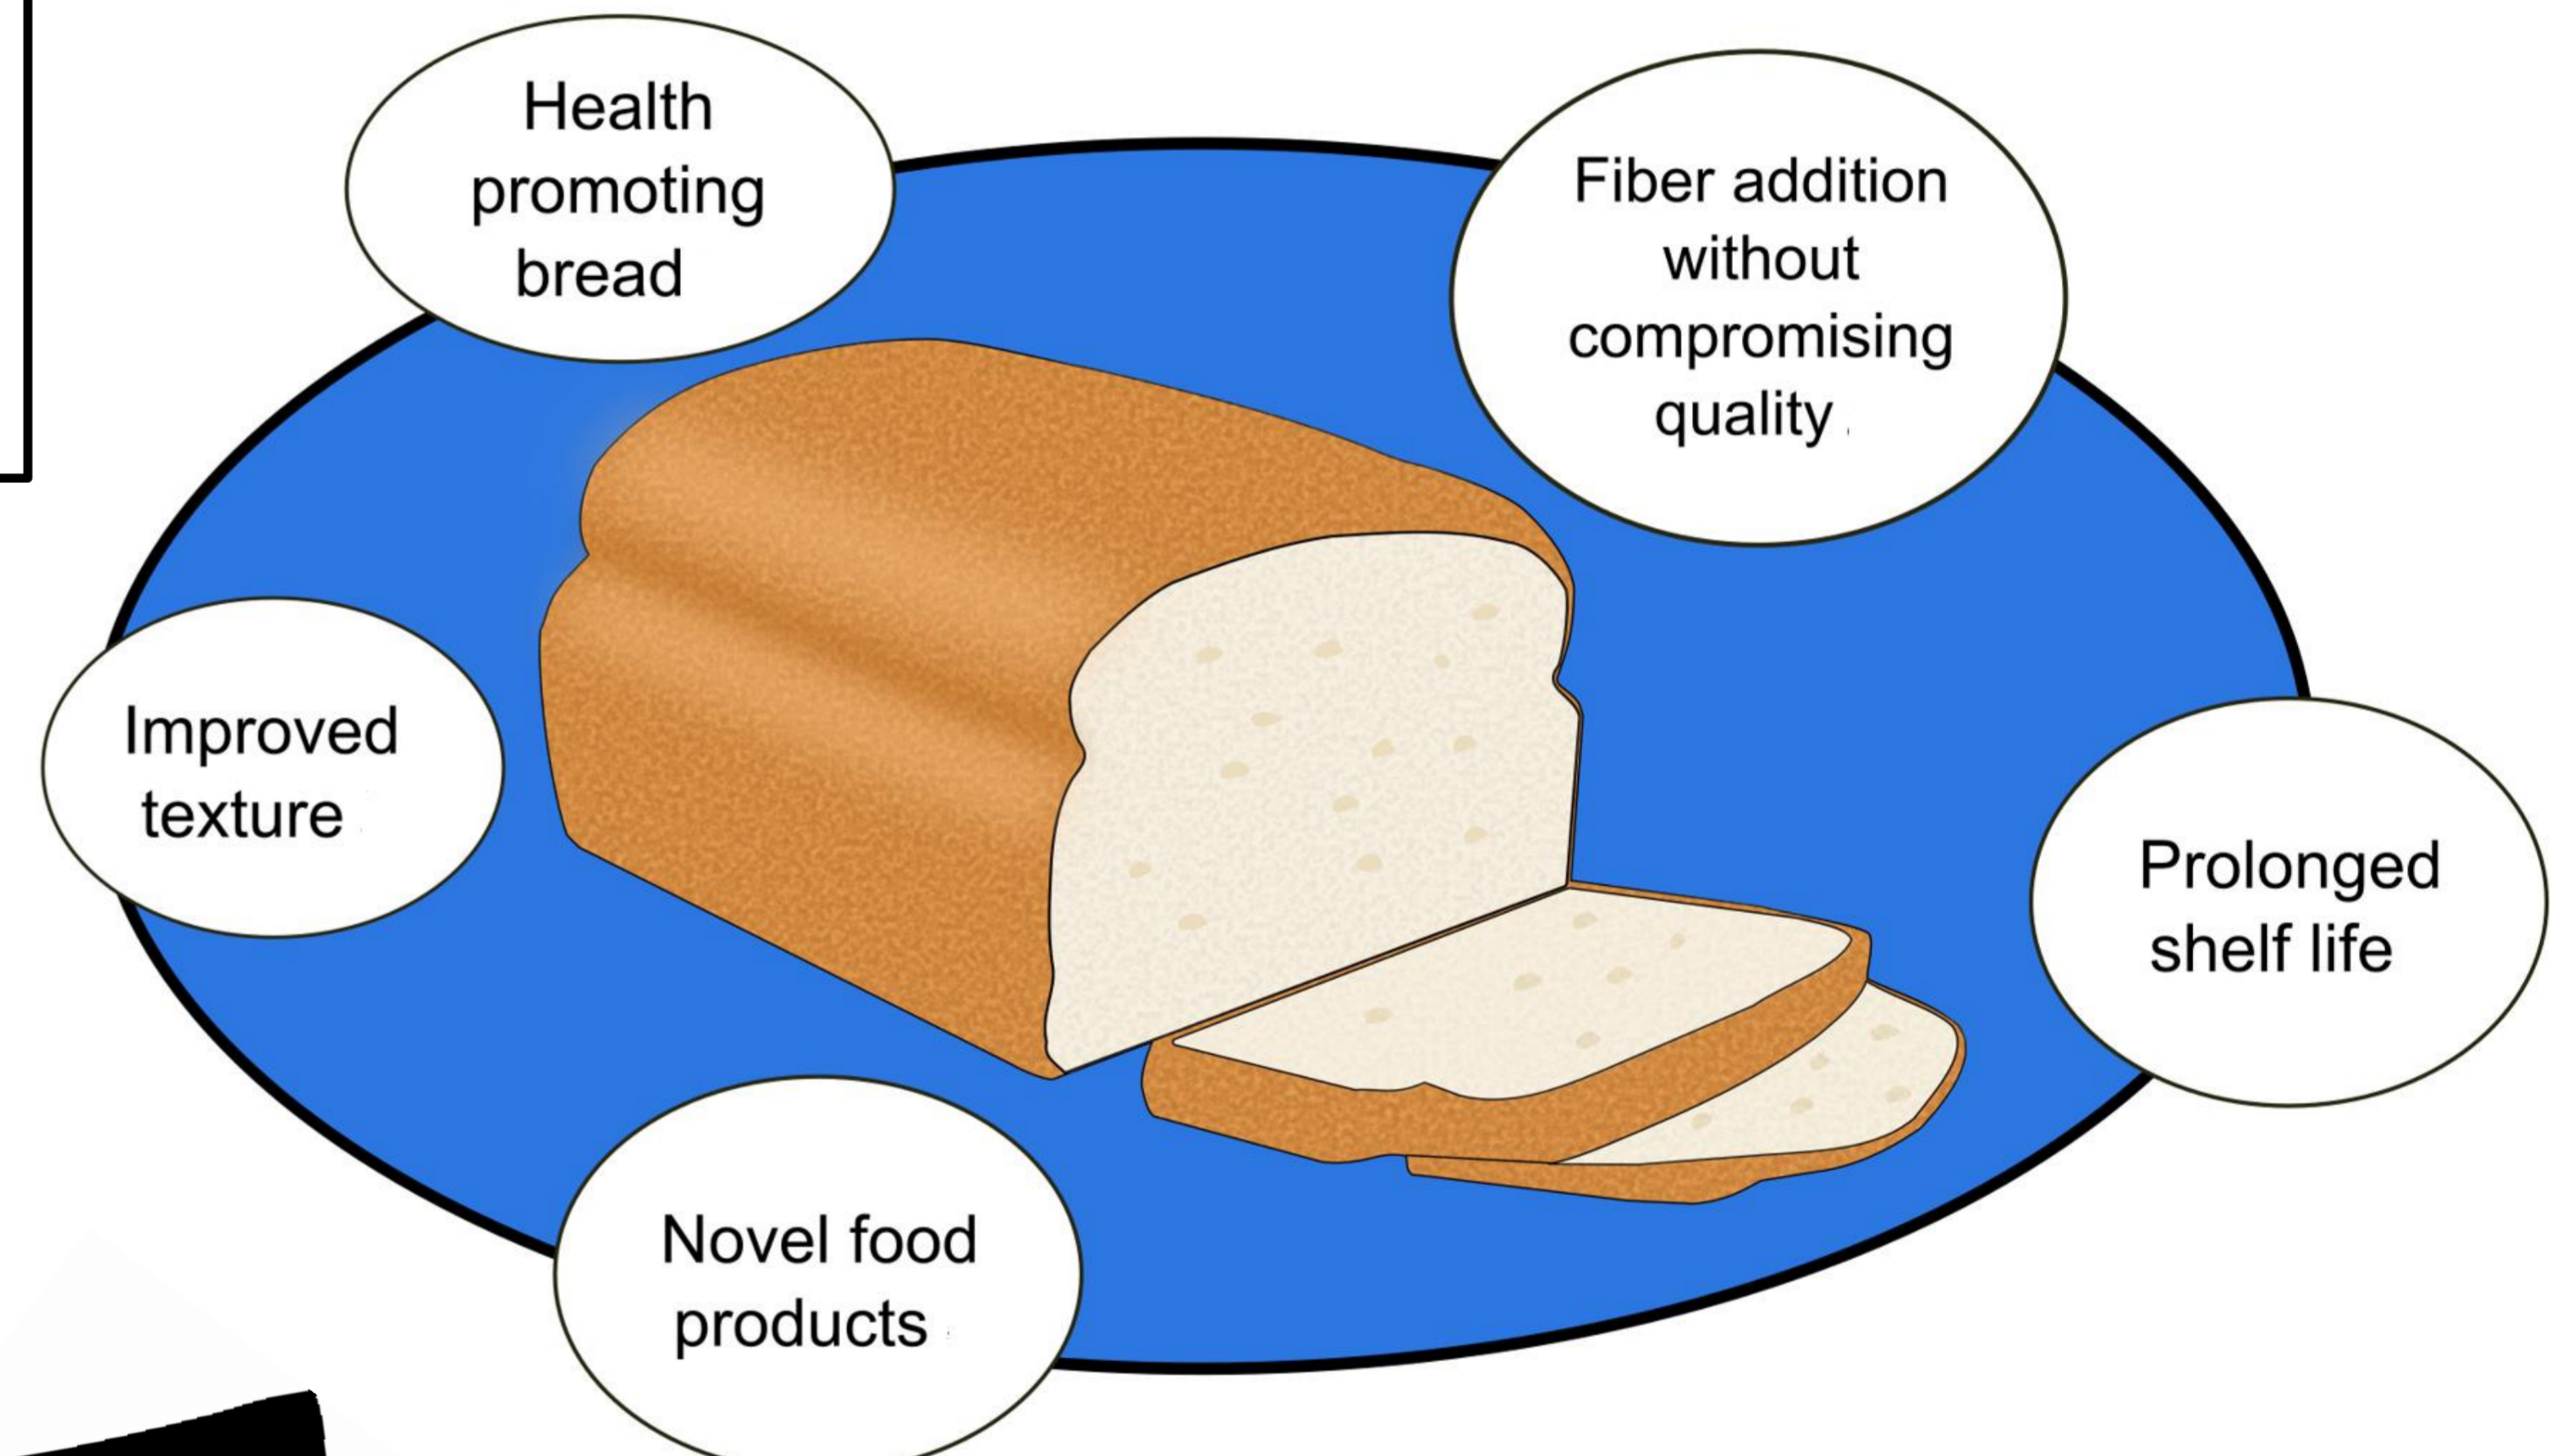 Health
promoting
bread
Fiber addition
without
compromising
quality
Improved
texture
Prolonged
shelf life
Novel food
products